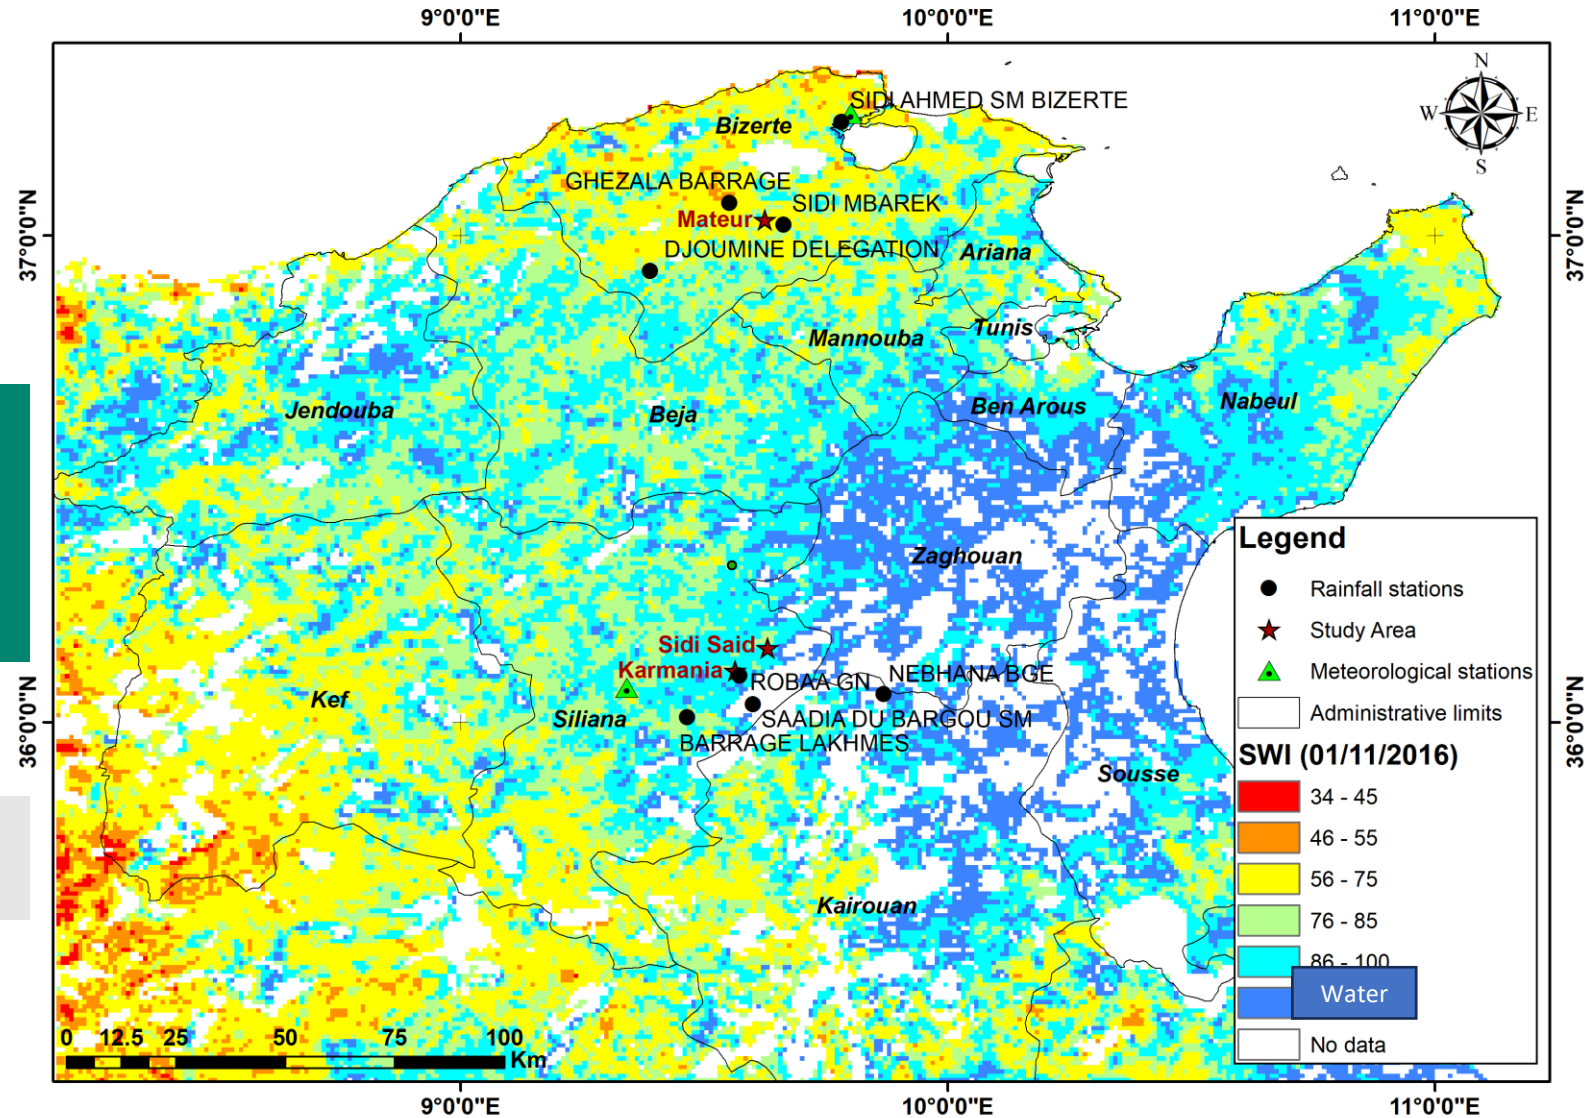 9°0'0"E
10°0'0"E
11°0'0"E
N
W
E
S
SIDI AHMED SM BIZERTE
Bizerte
GHEZALA BARRAGE
SIDI MBAREK
Mateur
37°0'0"N
37°0'0"N
DJOUMINE DELEGATION
Ariana
Tunis
Mannouba
Jendouba
Beja
Ben Arous
Nabeul
Zaghouan
Sidi Said
Karmania
ROBAA GN
NEBHANA BGE
Kef
Siliana
SAADIA DU BARGOU SM
BARRAGE LAKHMES
36°0'0"N
36°0'0"N
Sousse
Kairouan
Legend
Rainfall stations
Study Area
Meteorological stations
Administrative limits
SWI (01/11/2016)
34 - 45
46 - 55
56 - 75
76 - 85
86 - 100
Water
No data
0 12.5 25 50 75 100
Km
9°0'0"E
10°0'0"E
11°0'0"E